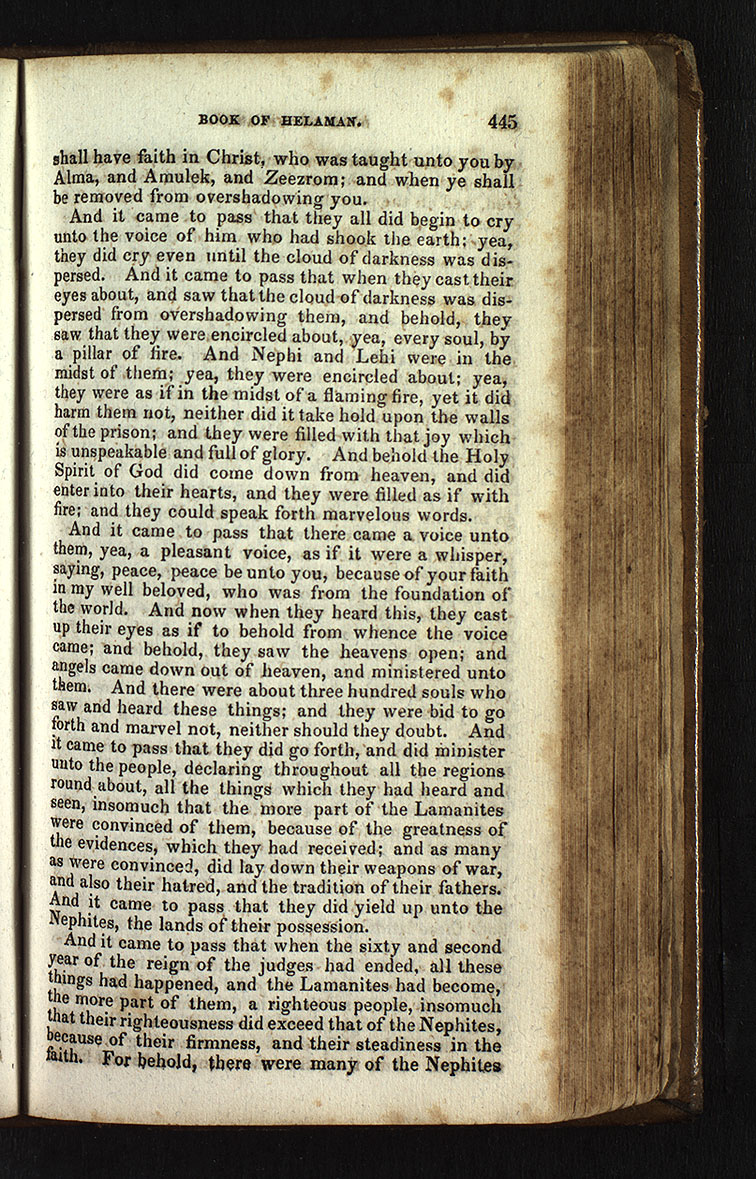 BOOK OF HELAMAN. 445
shall have faith in Christ, who was taught unto you by
Alma, and Amulek, and Zeezrom; and when ye shall
be removed from overshadowing you.
And it came to pass that they all did begin to cry
unto the voice of him who had shook the earth; yea,
they did cry even until the cloud of darkness was dis-
persed. And it came to pass that when they cast their
eyes about, and saw that the cloud of darkness was dis-
persed from overshadowing them, and behold, they
saw that they were encircled about, yea, every soul, by
a pillar of fire. And Nephi and Lehi were in the
midst of them; yea, they were encircled about; yea,
they were as if in the midst of a flaming fire, yet it did
harm them not, neither did it take hold upon the walls
of the prison; and they were filled with that joy which
is unspeakable and full of glory. And behold the Holy
Spirit of God did come down from heaven, and did
enter into their hearts, and they were filled as if with
fire; and they could speak forth marvelous words.
And it came to pass that there came a voice unto
them, yea, a pleasant voice, as if it were a whisper,
saying, peace, peace be unto you, because of your faith
in my well beloved, who was from the foundation of
the world. And now when they heard this, they cast
up their eyes as if to behold from whence the voice
came; and behold, they saw the heavens open; and
angels came down out of heaven, and ministered unto
them. And there were about three hundred souls who
saw and heard these things; and they were bid to go
forth and marvel not, neither should they doubt. And
it came to pass that they did go forth, and did minister
unto the people, declaring throughout all the regions
round about, all the things which they had heard and
seen, insomuch that the more part of the Lamanites
were convinced of them, because of the greatness of
the evidences, which they had received; and as many
as were convinced, did lay down their weapons of war,
and also their hatred, and the tradition of their fathers.
And it came to pass that they did yield up unto the
Nephites, the lands of their possession.
And it came to pass that when the sixty and second
year of the reign of the judges had ended, all these
things had happened, and the Lamanites had become,
the more part of them, a righteous people, insomuch
that their righteousness did exceed that of the Nephites,
because of their firmness, and their steadiness in the
faith. For behold, there were many of the Nephites